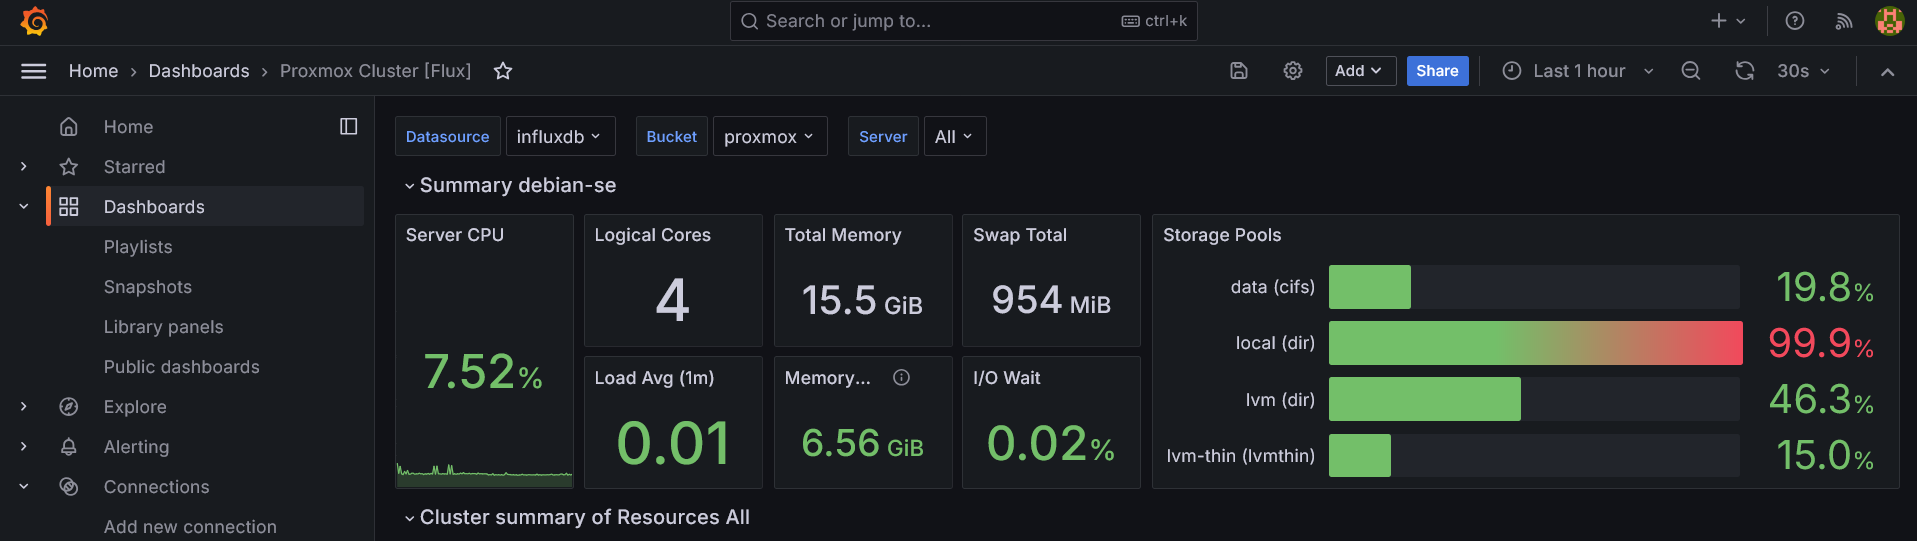 Search or jump to...
ctrl+k
Home › Dashboards › Proxmox Cluster [Flux]
Add
Share
Last 1 hour
30s
Home
Starred
Dashboards
Playlists
Snapshots
Library panels
Public dashboards
Explore
Alerting
Connections
Add new connection
Datasource
influxdb
Bucket
proxmox
Server
All
Summary debian-se
Server CPU
7.52%
Logical Cores
4
Total Memory
15.5 GiB
Swap Total
954 MiB
Load Avg (1m)
0.01
Memory...
6.56 GiB
I/O Wait
0.02%
Storage Pools
data (cifs)
19.8%
local (dir)
99.9%
lvm (dir)
46.3%
lvm-thin (lvmthin)
15.0%
Cluster summary of Resources All